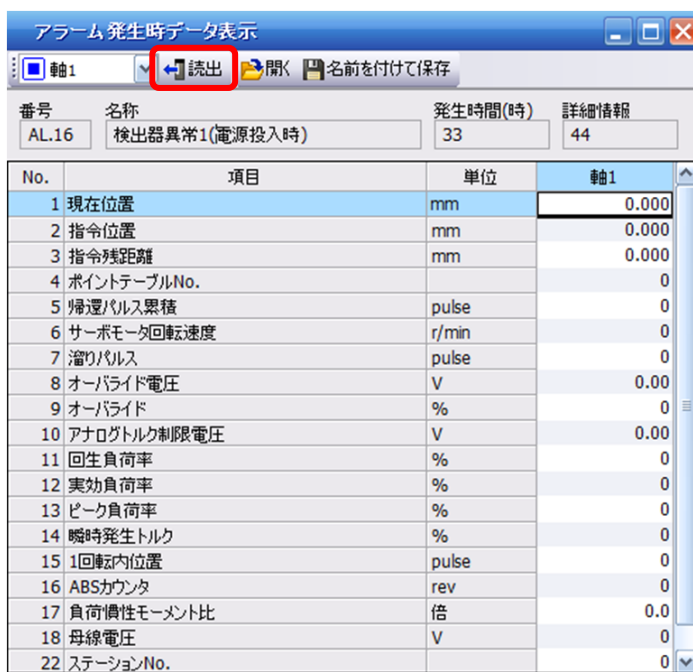 アラーム発生時データ表示
軸1 読出 開く 名前を付けて保存
番号 名称 発生時間(時) 詳細情報
AL.16 検出器異常1(電源投入時) 33 44
No. 項目 単位 軸1
1 現在位置 mm 0.000
2 指令位置 mm 0.000
3 指令残距離 mm 0.000
4 ポイントテーブルNo. 0
5 帰還パルス累積 pulse 0
6 サーボモータ回転速度 r/min 0
7 溜りパルス pulse 0
8 オーバライド電圧 V 0.00
9 オーバライド % 0
10 アナログトルク制限電圧 V 0.00
11 回生負荷率 % 0
12 実効負荷率 % 0
13 ピーク負荷率 % 0
14 瞬時発生トルク % 0
15 1回転内位置 pulse 0
16 ABSカウンタ rev 0
17 負荷慣性モーメント比 倍 0.0
18 母線電圧 V 0
22 ステーションNo. 0